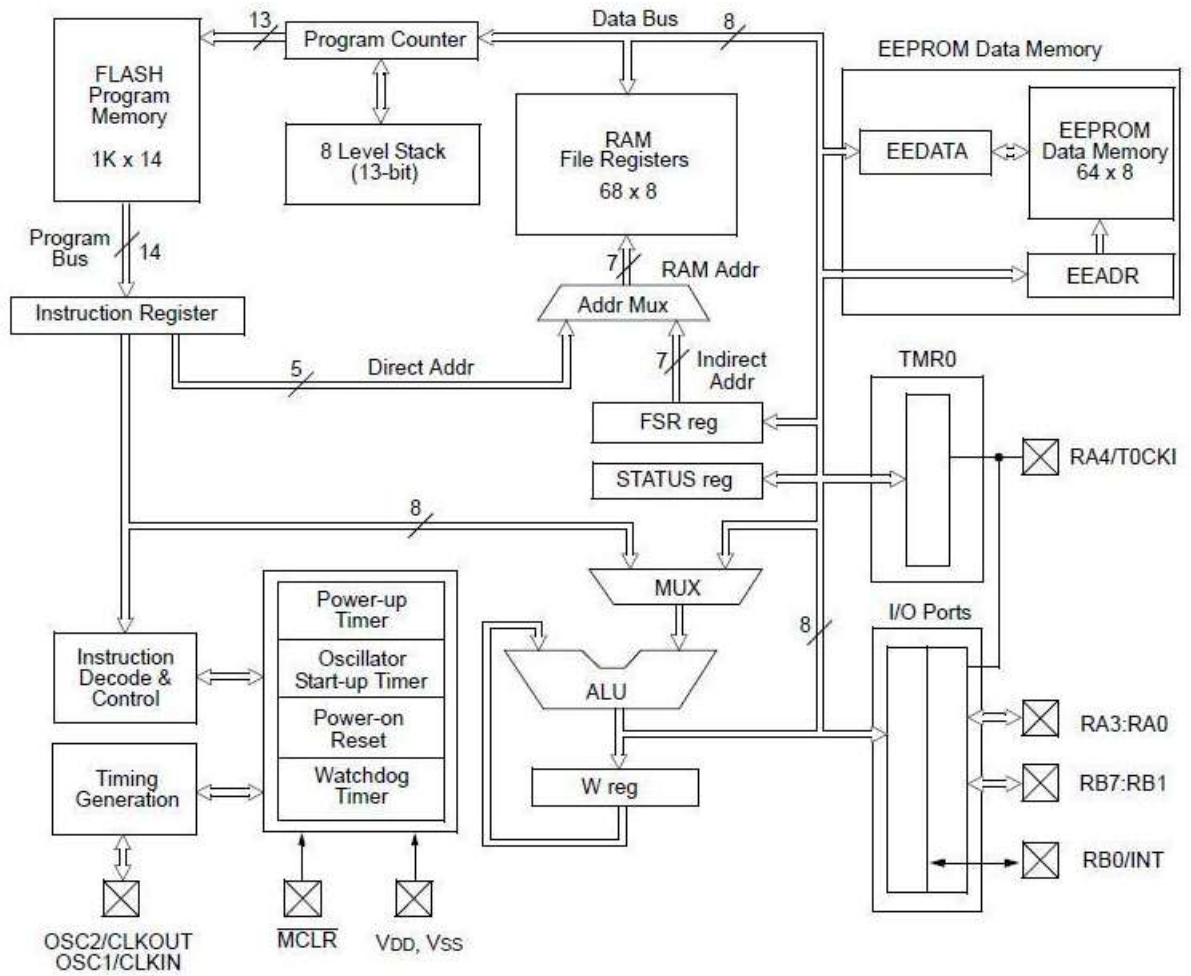 13
Program Counter
Data Bus
8
EEPROM Data Memory
FLASH
Program
Memory
1K x 14
8 Level Stack
(13-bit)
RAM
File Registers
68 x 8
EEDATA
EEPROM
Data Memory
64 x 8
EEADR
Program
Bus
14
7
RAM Addr
Instruction Register
Addr Mux
5
Direct Addr
7
Indirect
Addr
FSR reg
STATUS reg
TMR0
RA4/T0CKI
8
MUX
8
I/O Ports
Power-up
Timer
Oscillator
Start-up Timer
Power-on
Reset
Watchdog
Timer
Instruction
Decode &
Control
Timing
Generation
ALU
W reg
RA3:RA0
RB7:RB1
RB0/INT
OSC2/CLKOUT
OSC1/CLKIN
MCLR
VDD, VSS